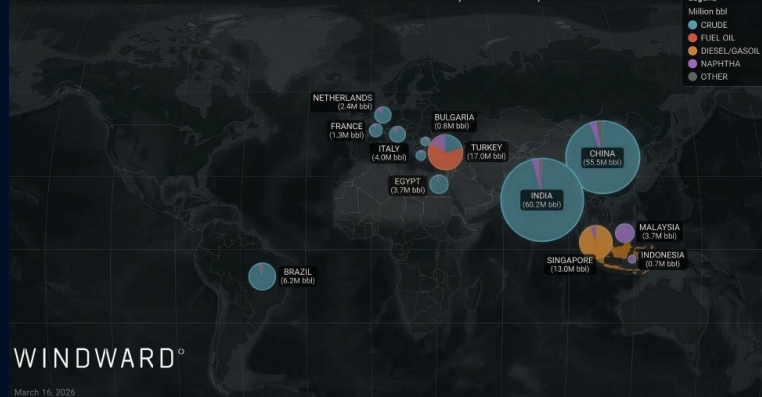 Million bbl
CRUDE
FUEL OIL
DIESEL/GASOIL
NAPHTHA
OTHER
NETHERLANDS
(2.4M bbl)
BULGARIA
(0.8M bbl)
FRANCE
(1.3M bbl)
ITALY
(4.0M bbl)
TURKEY
(17.0M bbl)
CHINA
(55.5M bbl)
EGYPT
(3.7M bbl)
INDIA
(60.2M bbl)
MALAYSIA
(3.7M bbl)
SINGAPORE
(13.0M bbl)
INDONESIA
(0.7M bbl)
BRAZIL
(6.2M bbl)
WINDWARD°
March 16, 2026